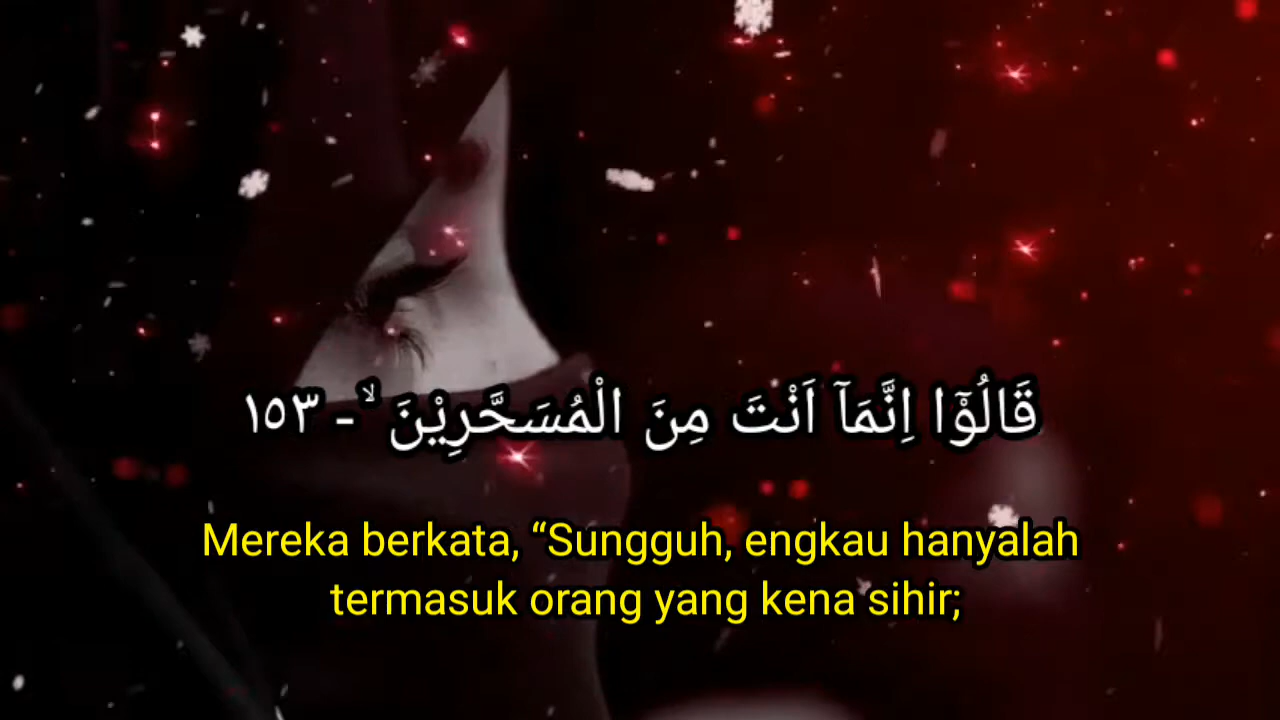 قَالُوْٓا اِنَّمَآ اَنْتَ مِنَ الْمُسَحَّرِيْنَ ۙ - ١٥٣
Mereka berkata, “Sungguh, engkau hanyalah
termasuk orang yang kena sihir;